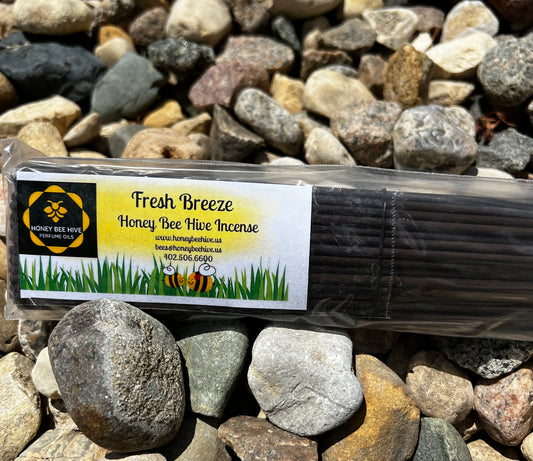 HONEY BEE HIVE
PERFUME OILS
Fresh Breeze
Honey Bee Hive Incense
www.honeybeehive.us
bees@honeybeehive.us
402.506.6600